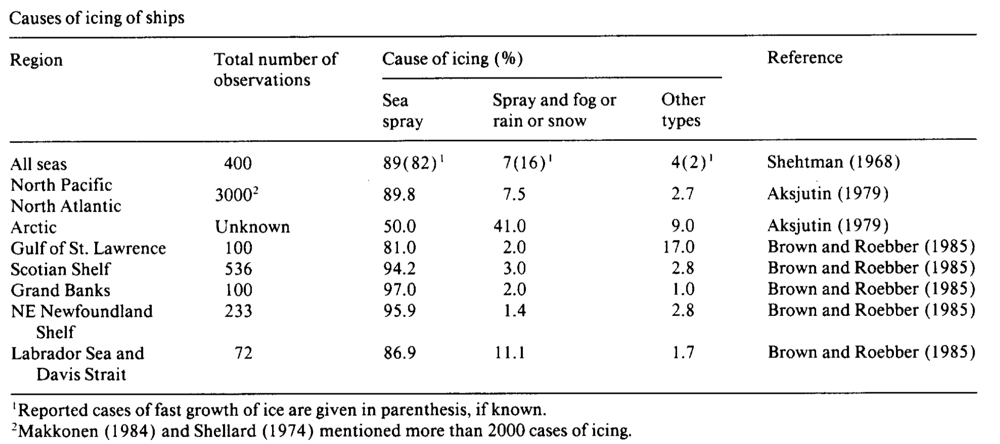 Causes of icing of ships
Region Total number of observations Cause of icing (%) Reference
Sea spray Spray and fog or rain or snow Other types
All seas 400 89(82)¹ 7(16)¹ 4(2)¹ Shehtman (1968)
North Pacific
North Atlantic 3000² 89.8 7.5 2.7 Aksjutin (1979)
Arctic Unknown 50.0 41.0 9.0 Aksjutin (1979)
Gulf of St. Lawrence 100 81.0 2.0 17.0 Brown and Roebber (1985)
Scotian Shelf 536 94.2 3.0 2.8 Brown and Roebber (1985)
Grand Banks 100 97.0 2.0 1.0 Brown and Roebber (1985)
NE Newfoundland 233 95.9 1.4 2.8 Brown and Roebber (1985)
Shelf
Labrador Sea and 72 86.9 11.1 1.7 Brown and Roebber (1985)
Davis Strait
¹Reported cases of fast growth of ice are given in parenthesis, if known.
²Makkonen (1984) and Shellard (1974) mentioned more than 2000 cases of icing.